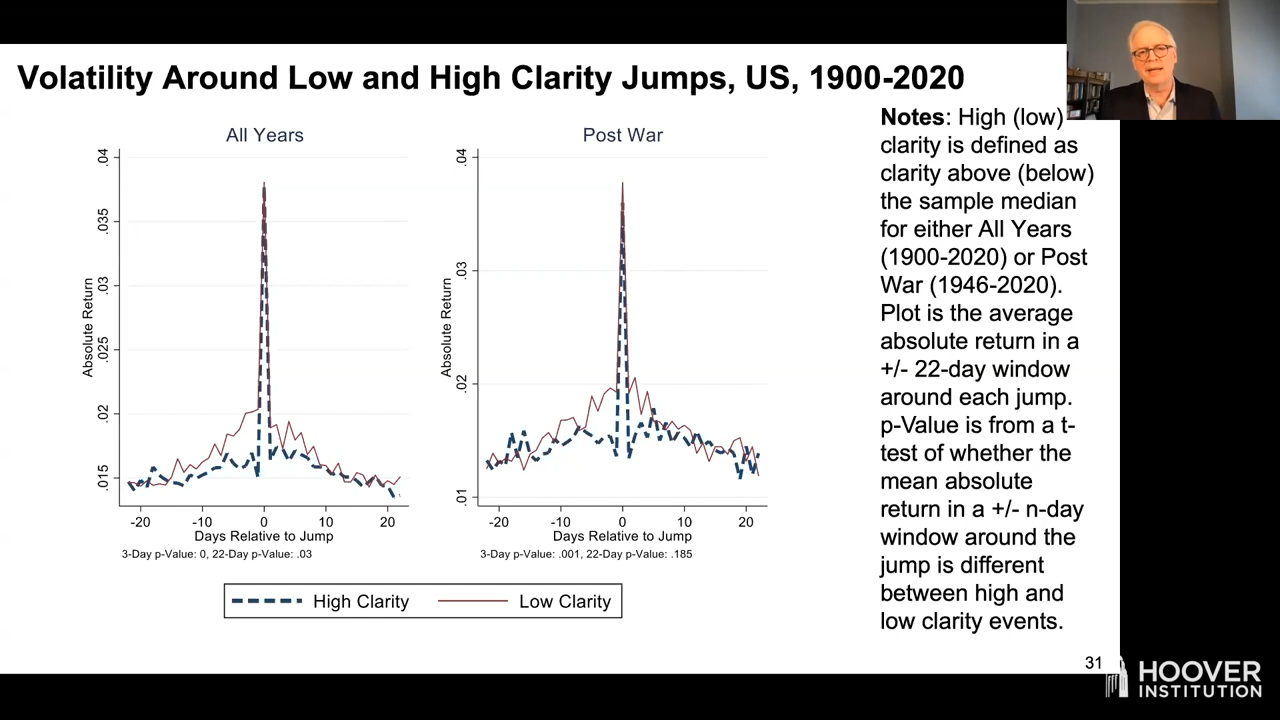 Volatility Around Low and High Clarity Jumps, US, 1900-2020
All Years
.04
.035
.03
.025
.02
.015
Absolute Return
-20 -10 0 10 20
Days Relative to Jump
3-Day p-Value: 0, 22-Day p-Value: .03
Post War
.04
.03
.02
.01
Absolute Return
-20 -10 0 10 20
Days Relative to Jump
3-Day p-Value: .001, 22-Day p-Value: .185
High Clarity
Low Clarity
Notes: High (low)
clarity is defined as
clarity above (below)
the sample median
for either All Years
(1900-2020) or Post
War (1946-2020).
Plot is the average
absolute return in a
+/- 22-day window
around each jump.
p-Value is from a t-
test of whether the
mean absolute
return in a +/- n-day
window around the
jump is different
between high and
low clarity events.
31
HOOVER
INSTITUTION